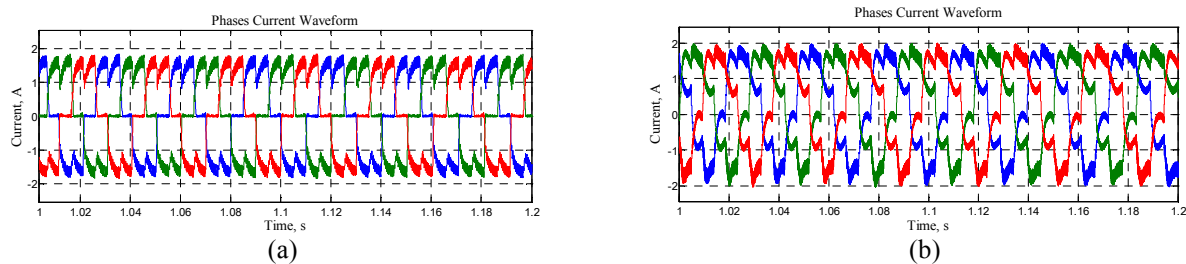 Phases Current Waveform
2
1
0
-1
-2
Current, A
1 1.02 1.04 1.06 1.08 1.1 1.12 1.14 1.16 1.18 1.2
Time, s
(a)
Phases Current Waveform
2
1
0
-1
-2
Current, A
1 1.02 1.04 1.06 1.08 1.1 1.12 1.14 1.16 1.18 1.2
Time, s
(b)